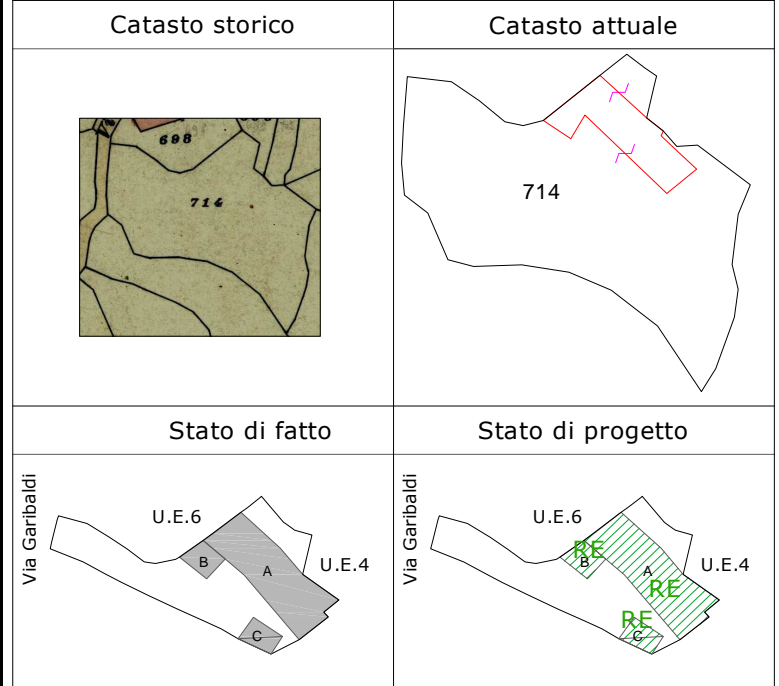 Catasto storico
Catasto attuale
698
714
714
Stato di fatto
Stato di progetto
Via Garibaldi
U.E.6
B
A
U.E.4
C
Via Garibaldi
U.E.6
RE
B
A
U.E.4
RE
RE
C